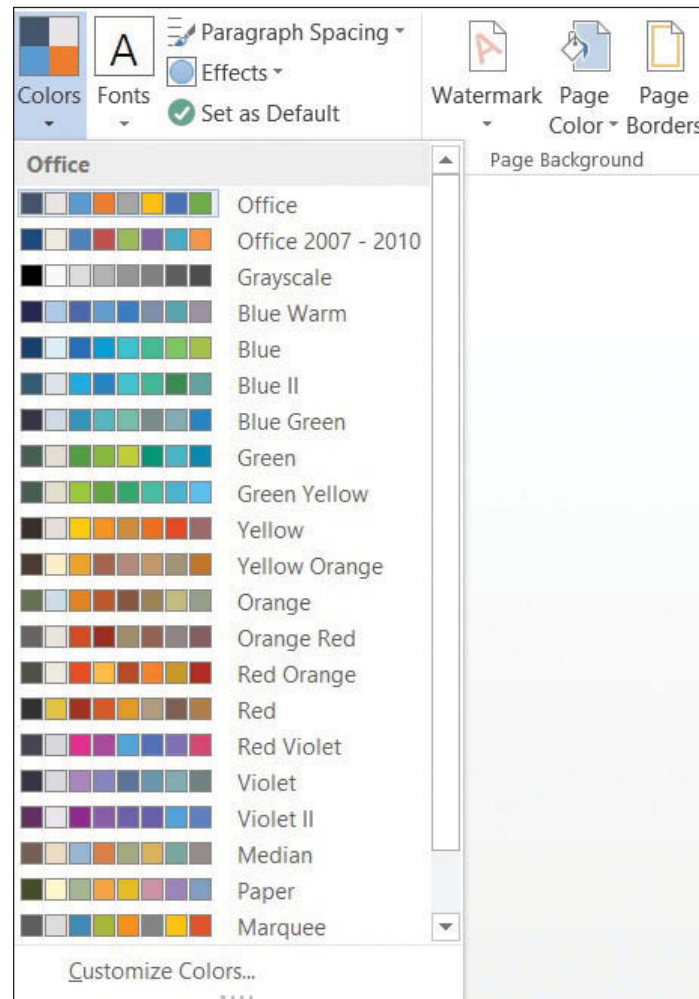 Colors
Fonts
A
Paragraph Spacing
Effects
Set as Default
A
Watermark
Page
Color
Page
Borders
Page Background
Office
Office
Office 2007 - 2010
Grayscale
Blue Warm
Blue
Blue II
Blue Green
Green
Green Yellow
Yellow
Yellow Orange
Orange
Orange Red
Red Orange
Red
Red Violet
Violet
Violet II
Median
Paper
Marquee
Customize Colors...